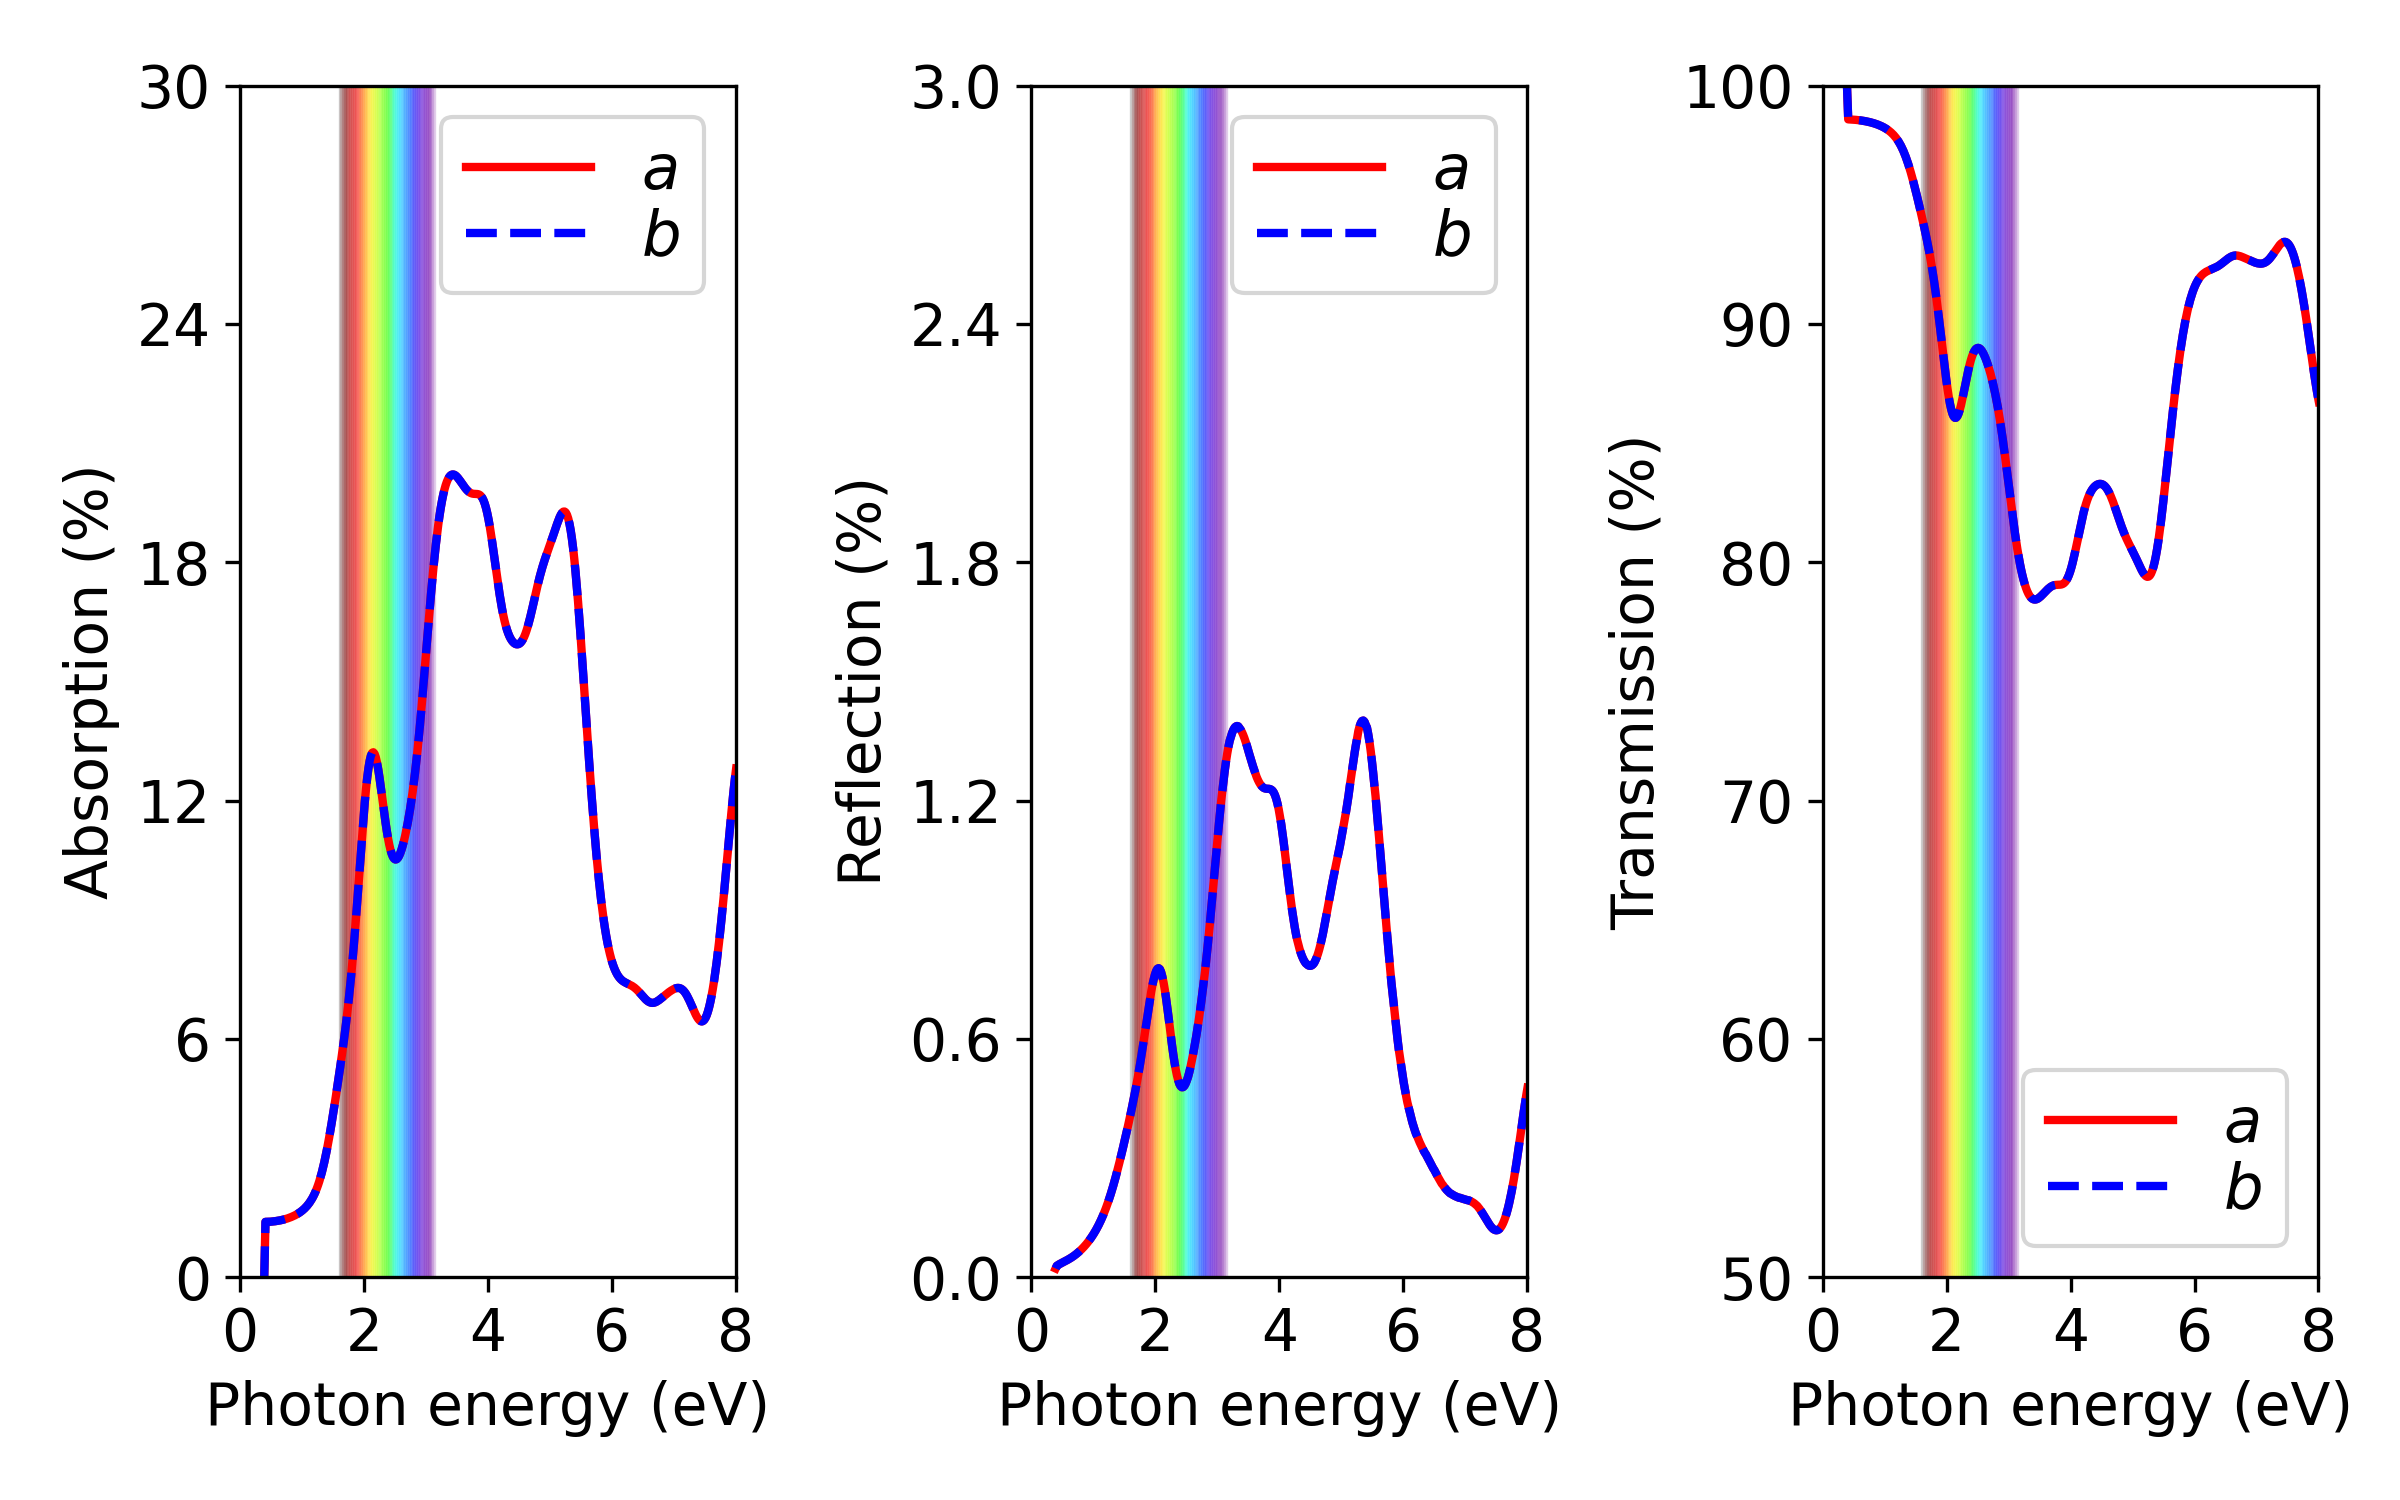 30
24
18
12
6
0
0 2 4 6 8
Absorption (%)
Photon energy (eV)
a
b
3.0
2.4
1.8
1.2
0.6
0.0
0 2 4 6 8
Reflection (%)
Photon energy (eV)
a
b
100
90
80
70
60
50
0 2 4 6 8
Transmission (%)
Photon energy (eV)
a
b